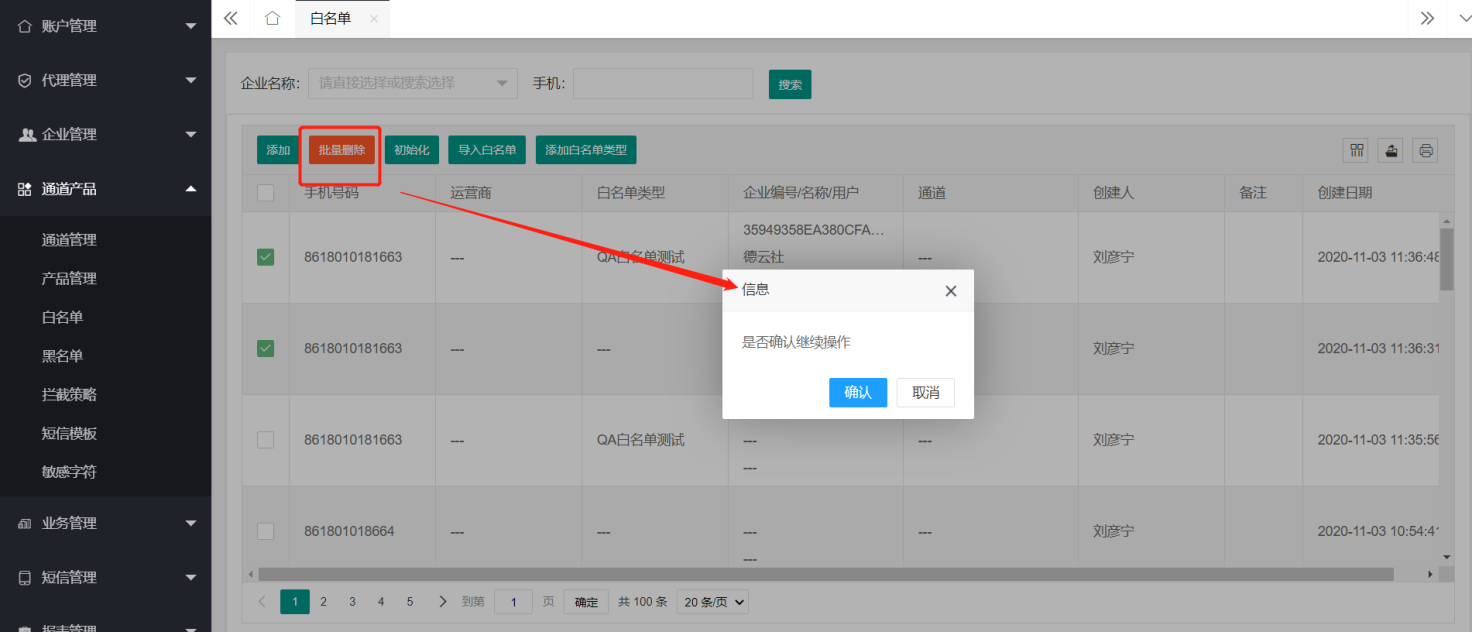 账户管理
代理管理
企业管理
通道产品
通道管理
产品管理
白名单
黑名单
拦截策略
短信模板
敏感字符
业务管理
短信管理
报表管理
白名单
企业名称: 请直接选择或搜索选择 手机: 搜索
添加 批量删除 初始化 导入白名单 添加白名单类型
手机号码 运营商 白名单类型 企业编号/名称/用户 通道 创建人 备注 创建日期
35949358EA380CFA...
8618010181663 --- QA白名单测试 德云社 --- 刘彦宁 2020-11-03 11:36:48
8618010181663 --- --- 刘彦宁 2020-11-03 11:36:31
8618010181663 --- QA白名单测试 --- --- 刘彦宁 2020-11-03 11:35:56
---
861801018664 --- --- --- --- 刘彦宁 2020-11-03 10:54:4
---
信息
是否确认继续操作
确认 取消
1 2 3 4 5 到第 1 页 确定 共 100 条 20 条/页